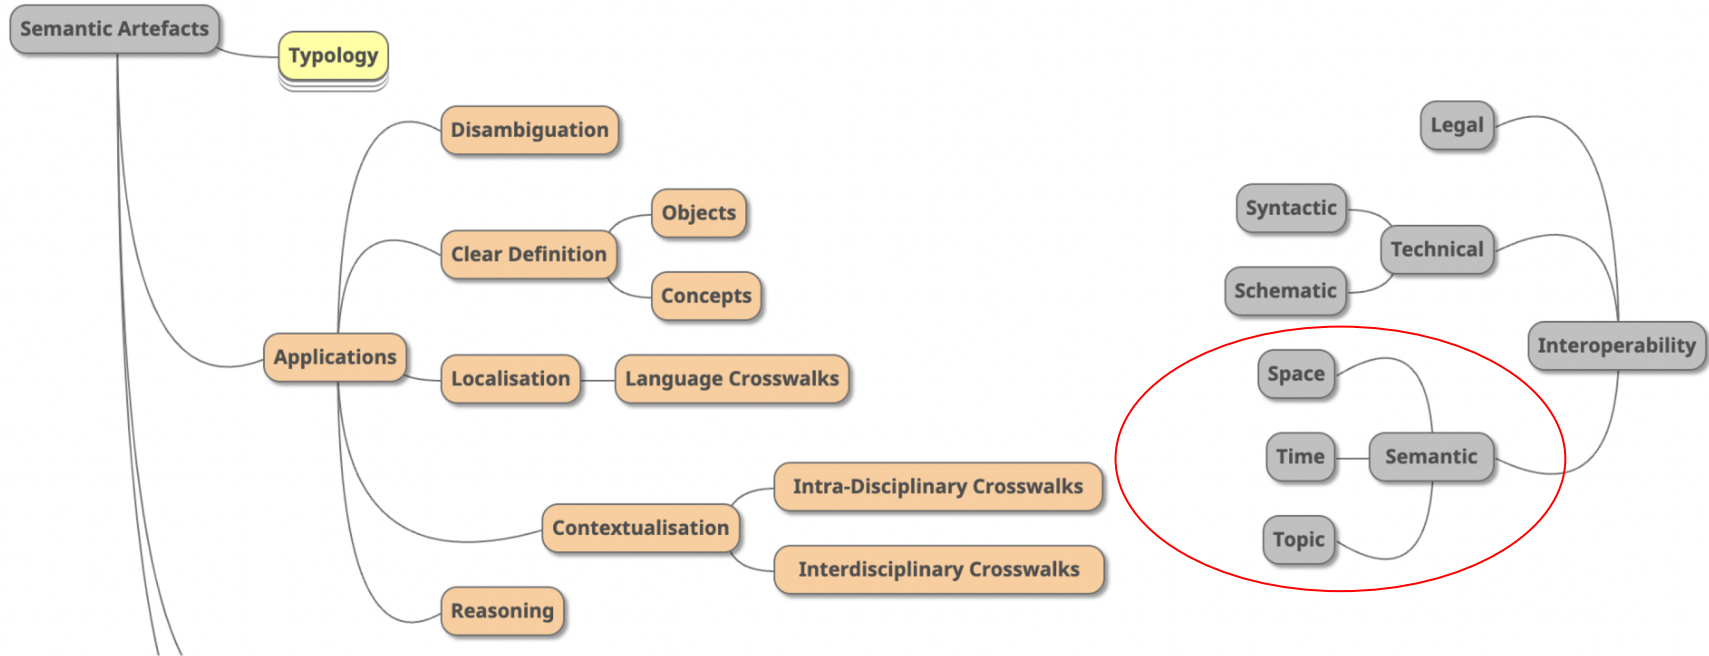 Semantic Artefacts
Typology
Disambiguation
Clear Definition
Objects
Concepts
Applications
Localisation
Language Crosswalks
Contextualisation
Intra-Disciplinary Crosswalks
Interdisciplinary Crosswalks
Reasoning
Legal
Syntactic
Technical
Schematic
Interoperability
Space
Time
Semantic
Topic